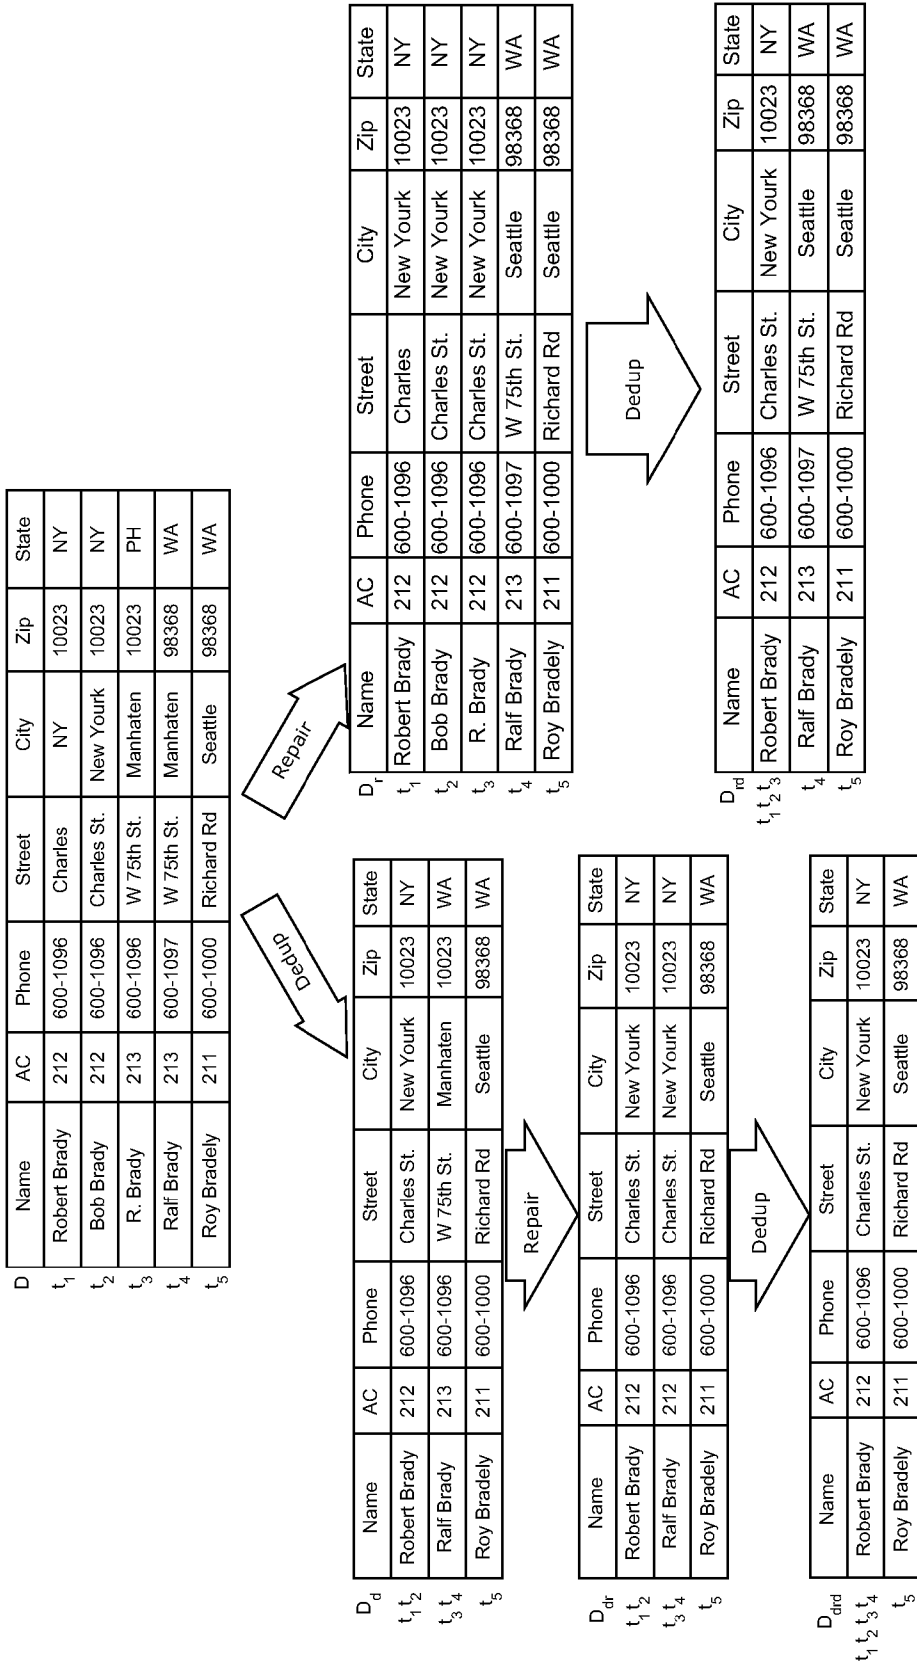 D Name AC Phone Street City Zip State
t1 Robert Brady 212 600-1096 Charles NY 10023 NY
t2 Bob Brady 212 600-1096 Charles St. New Yourk 10023 NY
t3 R. Brady 213 600-1096 W 75th St. Manhaten 10023 PH
t4 Ralf Brady 213 600-1097 W 75th St. Manhaten 98368 WA
t5 Roy Bradely 211 600-1000 Richard Rd Seattle 98368 WA
Dedup
Repair
Dd Name AC Phone Street City Zip State
t1 t2 Robert Brady 212 600-1096 Charles St. New Yourk 10023 NY
t3 t4 Ralf Brady 213 600-1096 W 75th St. Manhaten 10023 WA
t5 Roy Bradely 211 600-1000 Richard Rd Seattle 98368 WA
Repair
Ddr Name AC Phone Street City Zip State
t1 t2 Robert Brady 212 600-1096 Charles St. New Yourk 10023 NY
t3 t4 Ralf Brady 212 600-1096 Charles St. New Yourk 10023 NY
t5 Roy Bradely 211 600-1000 Richard Rd Seattle 98368 WA
Dedup
Ddrd Name AC Phone Street City Zip State
t1 t2 t3 t4 Robert Brady 212 600-1096 Charles St. New Yourk 10023 NY
t5 Roy Bradely 211 600-1000 Richard Rd Seattle 98368 WA
Dr Name AC Phone Street City Zip State
t1 Robert Brady 212 600-1096 Charles New Yourk 10023 NY
t2 Bob Brady 212 600-1096 Charles St. New Yourk 10023 NY
t3 R. Brady 212 600-1096 Charles St. New Yourk 10023 NY
t4 Ralf Brady 213 600-1097 W 75th St. Seattle 98368 WA
t5 Roy Bradely 211 600-1000 Richard Rd Seattle 98368 WA
Dedup
Drd Name AC Phone Street City Zip State
t1 t2 t3 Robert Brady 212 600-1096 Charles St. New Yourk 10023 NY
t4 Ralf Brady 213 600-1097 W 75th St. Seattle 98368 WA
t5 Roy Bradely 211 600-1000 Richard Rd Seattle 98368 WA